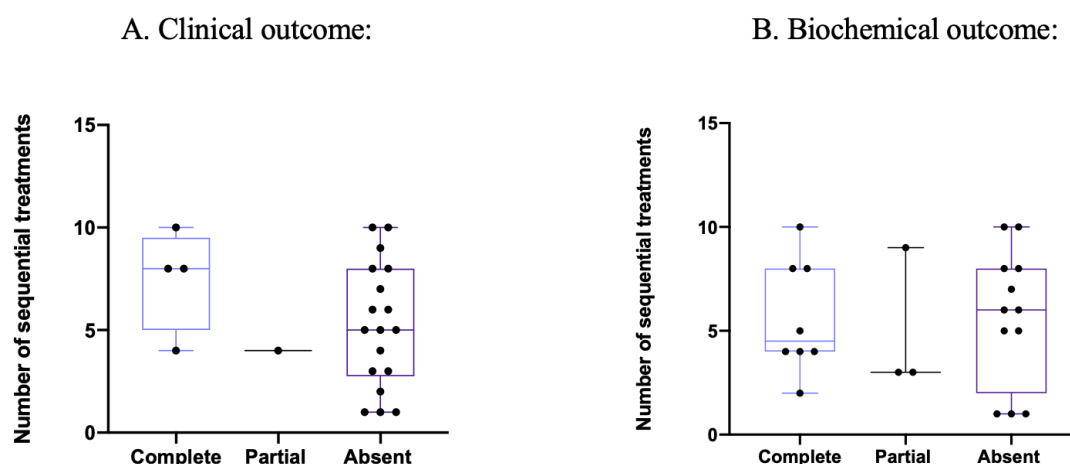 A. Clinical outcome:
Number of sequential treatments
15
10
5
0
Complete Partial Absent
B. Biochemical outcome:
Number of sequential treatments
15
10
5
0
Complete Partial Absent